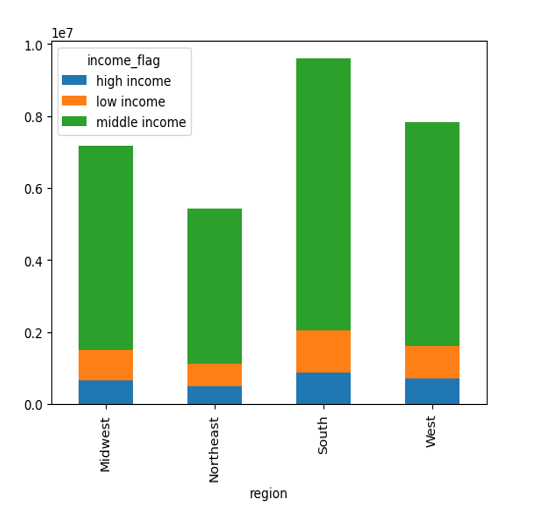 1e7
1.0
0.8
0.6
0.4
0.2
0.0
income_flag
high income
low income
middle income
Midwest
Northeast
South
West
region